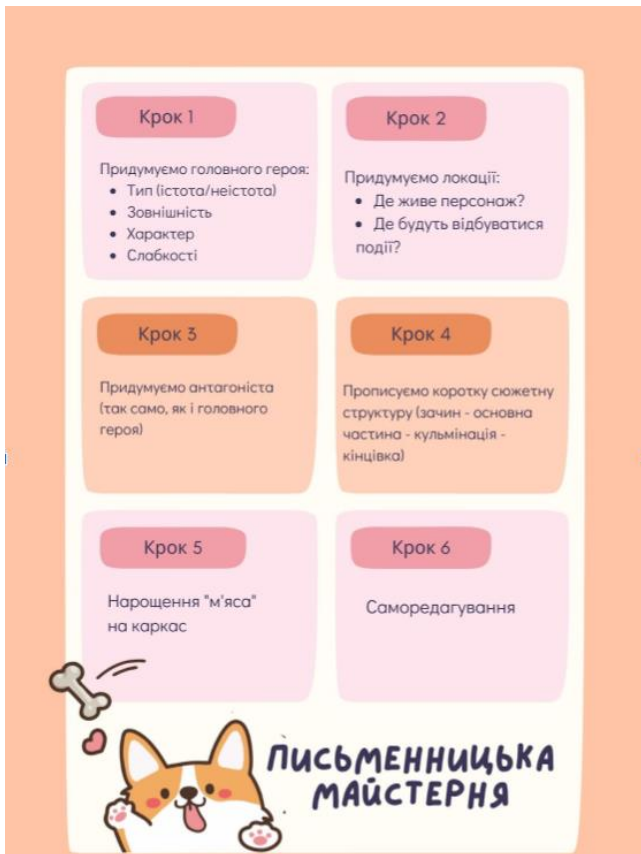 Крок 1
Придумуємо головного героя:
• Тип (істота/неістота)
• Зовнішність
• Характер
• Слабкості
Крок 2
Придумуємо локації:
• Де живе персонаж?
• Де будуть відбуватися
події?
Крок 3
Придумуємо антагоніста
(так само, як і головного
героя)
Крок 4
Прописуємо коротку сюжетну
структуру (зачин - основна
частина - кульмінація -
кінцівка)
Крок 5
Нарощення "м'яса"
на каркас
Крок 6
Саморедагування
ПИСЬМЕННИЦЬКА
МАЙСТЕРНЯ